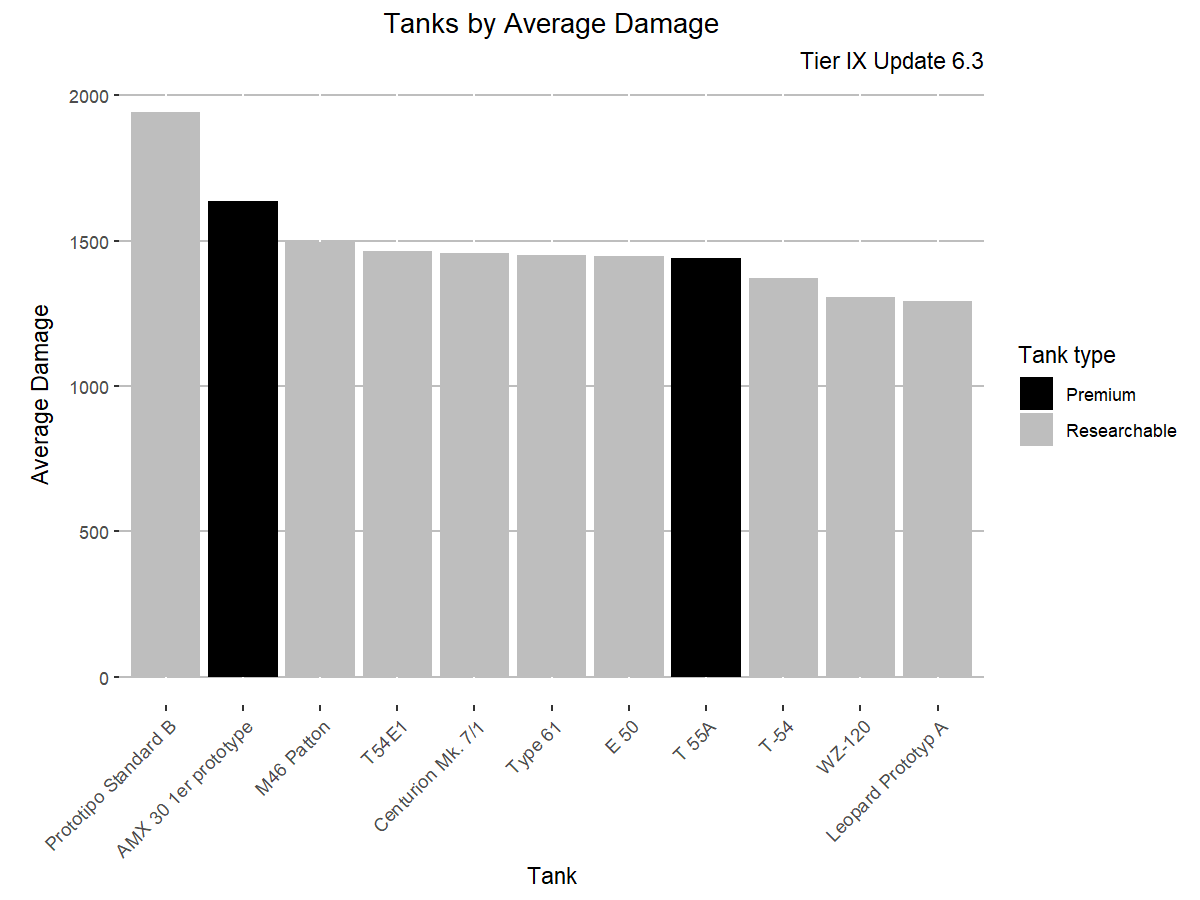 Tanks by Average Damage
Tier IX Update 6.3
Average Damage
2000
1500
1000
500
0
Prototipo Standard B
AMX 30 1er prototype
M46 Patton
T54E1
Centurion Mk. 7/1
Type 61
E 50
T 55A
T-54
WZ-120
Leopard Prototyp A
Tank
Tank type
Premium
Researchable